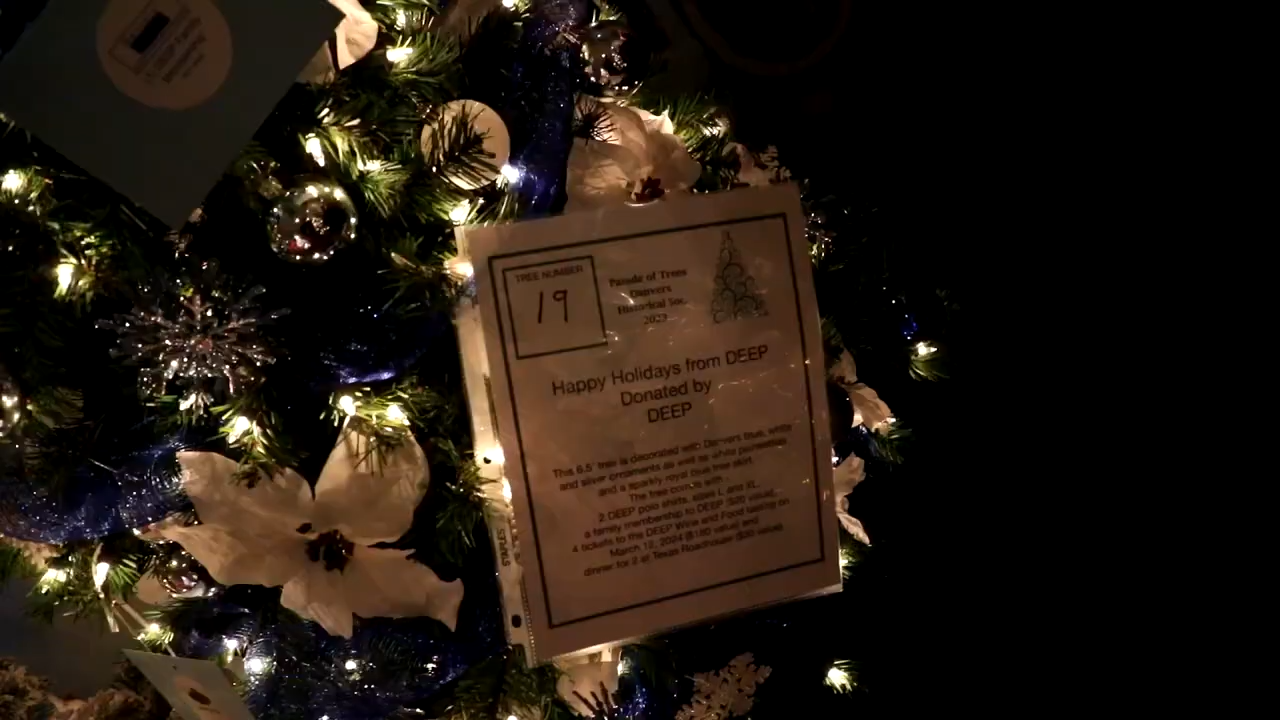 TREE NUMBER
19
Parade of Trees
Danvers
Historical Soc.
2023
Happy Holidays from DEEP
Donated by
DEEP
This 6.5' tree is decorated with Danvers blue, white
and silver ornaments as well as white poinsettias
and a sparkly royal blue tree skirt.
The tree comes with
2 DEEP polo shirts, sizes L and XL,
a family membership to DEEP ($20 value),
4 tickets to the DEEP Wine and Food tasting on
March 12, 2024 ($180 value) and
dinner for 2 at Texas Roadhouse ($30 value)
STAPLES